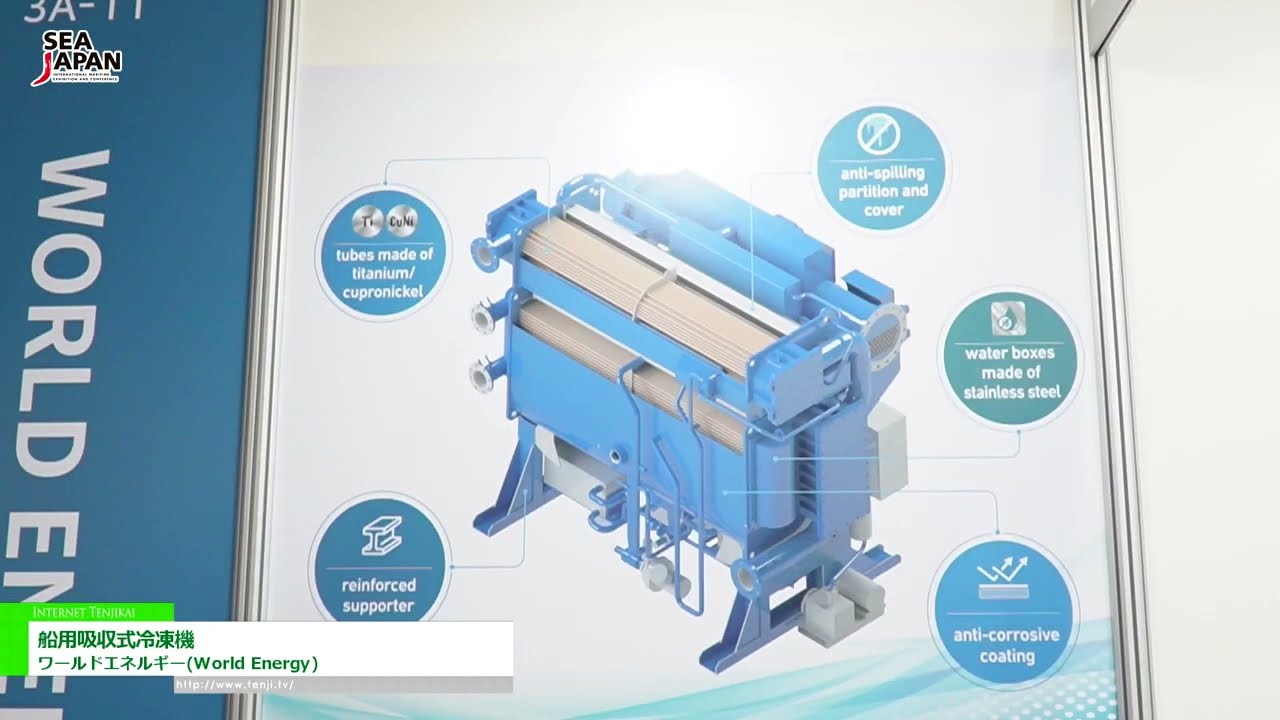 3A-11
SEA
JAPAN
INTERNATIONAL MARITIME
EXHIBITION AND CONFERENCE
WORLD ENE
Ti CuNi
tubes made of
titanium/
cupronickel
anti-spilling
partition and
cover
water boxes
made of
stainless steel
reinforced
supporter
anti-corrosive
coating
INTERNET TENJIKAI
船用吸収式冷凍機
ワールドエネルギー(World Energy)
http://www.tenji.tv/